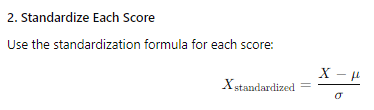 2. Standardize Each Score
Use the standardization formula for each score:
X_standardized = (X − μ) / σ